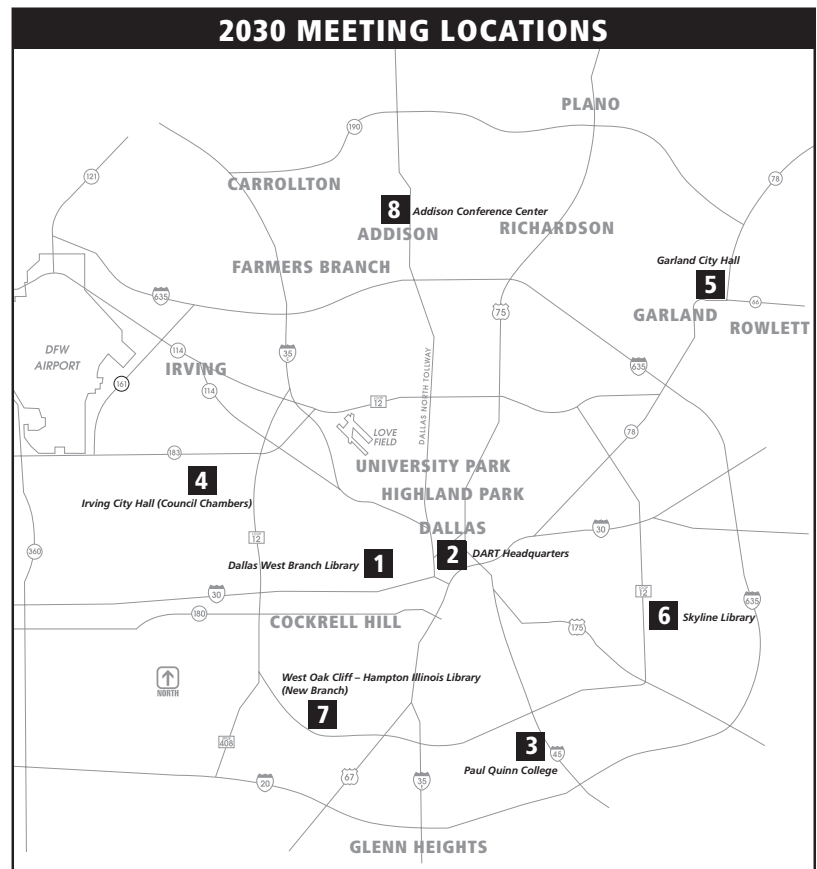 2030 MEETING LOCATIONS
PLANO
190
121
78
CARROLLTON
8
Addison Conference Center
ADDISON
RICHARDSON
Garland City Hall
FARMERS BRANCH
5
635
66
75
GARLAND
ROWLETT
DFW
AIRPORT
114
35
IRVING
635
161
114
DALLAS NORTH TOLLWAY
12
LOVE
FIELD
78
183
UNIVERSITY PARK
4
HIGHLAND PARK
Irving City Hall (Council Chambers)
DALLAS
30
12
360
2
DART Headquarters
Dallas West Branch Library
1
30
12
635
180
6
Skyline Library
COCKRELL HILL
175
NORTH
West Oak Cliff – Hampton Illinois Library
(New Branch)
7
408
3
45
Paul Quinn College
67
35
20
GLENN HEIGHTS